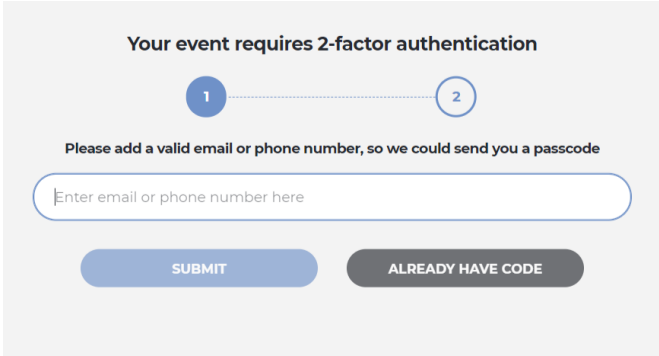 Your event requires 2-factor authentication
1 2
Please add a valid email or phone number, so we could send you a passcode
Enter email or phone number here
SUBMIT ALREADY HAVE CODE